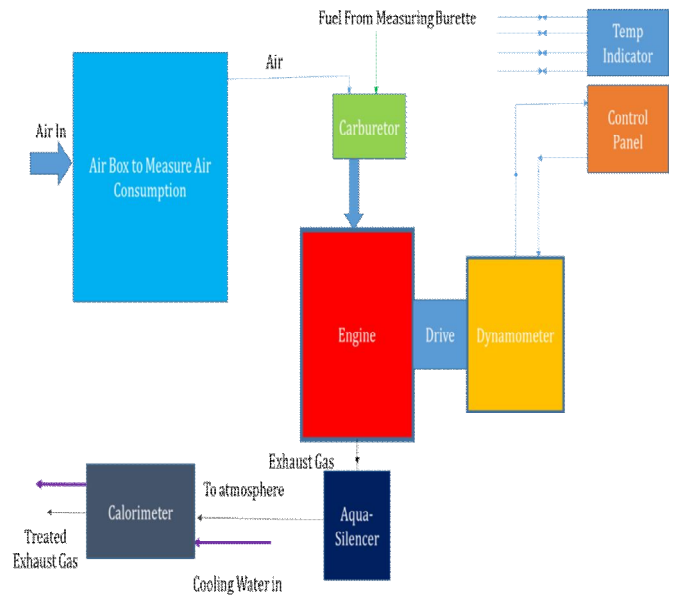 Fuel From Measuring Burette
Temp
Indicator
Air
Control
Panel
Carburetor
Air In
Air Box to Measure Air
Consumption
Engine
Drive
Dynamometer
Exhaust Gas
To atmosphere
Calorimeter
Aqua-
Silencer
Treated
Exhaust Gas
Cooling Water in